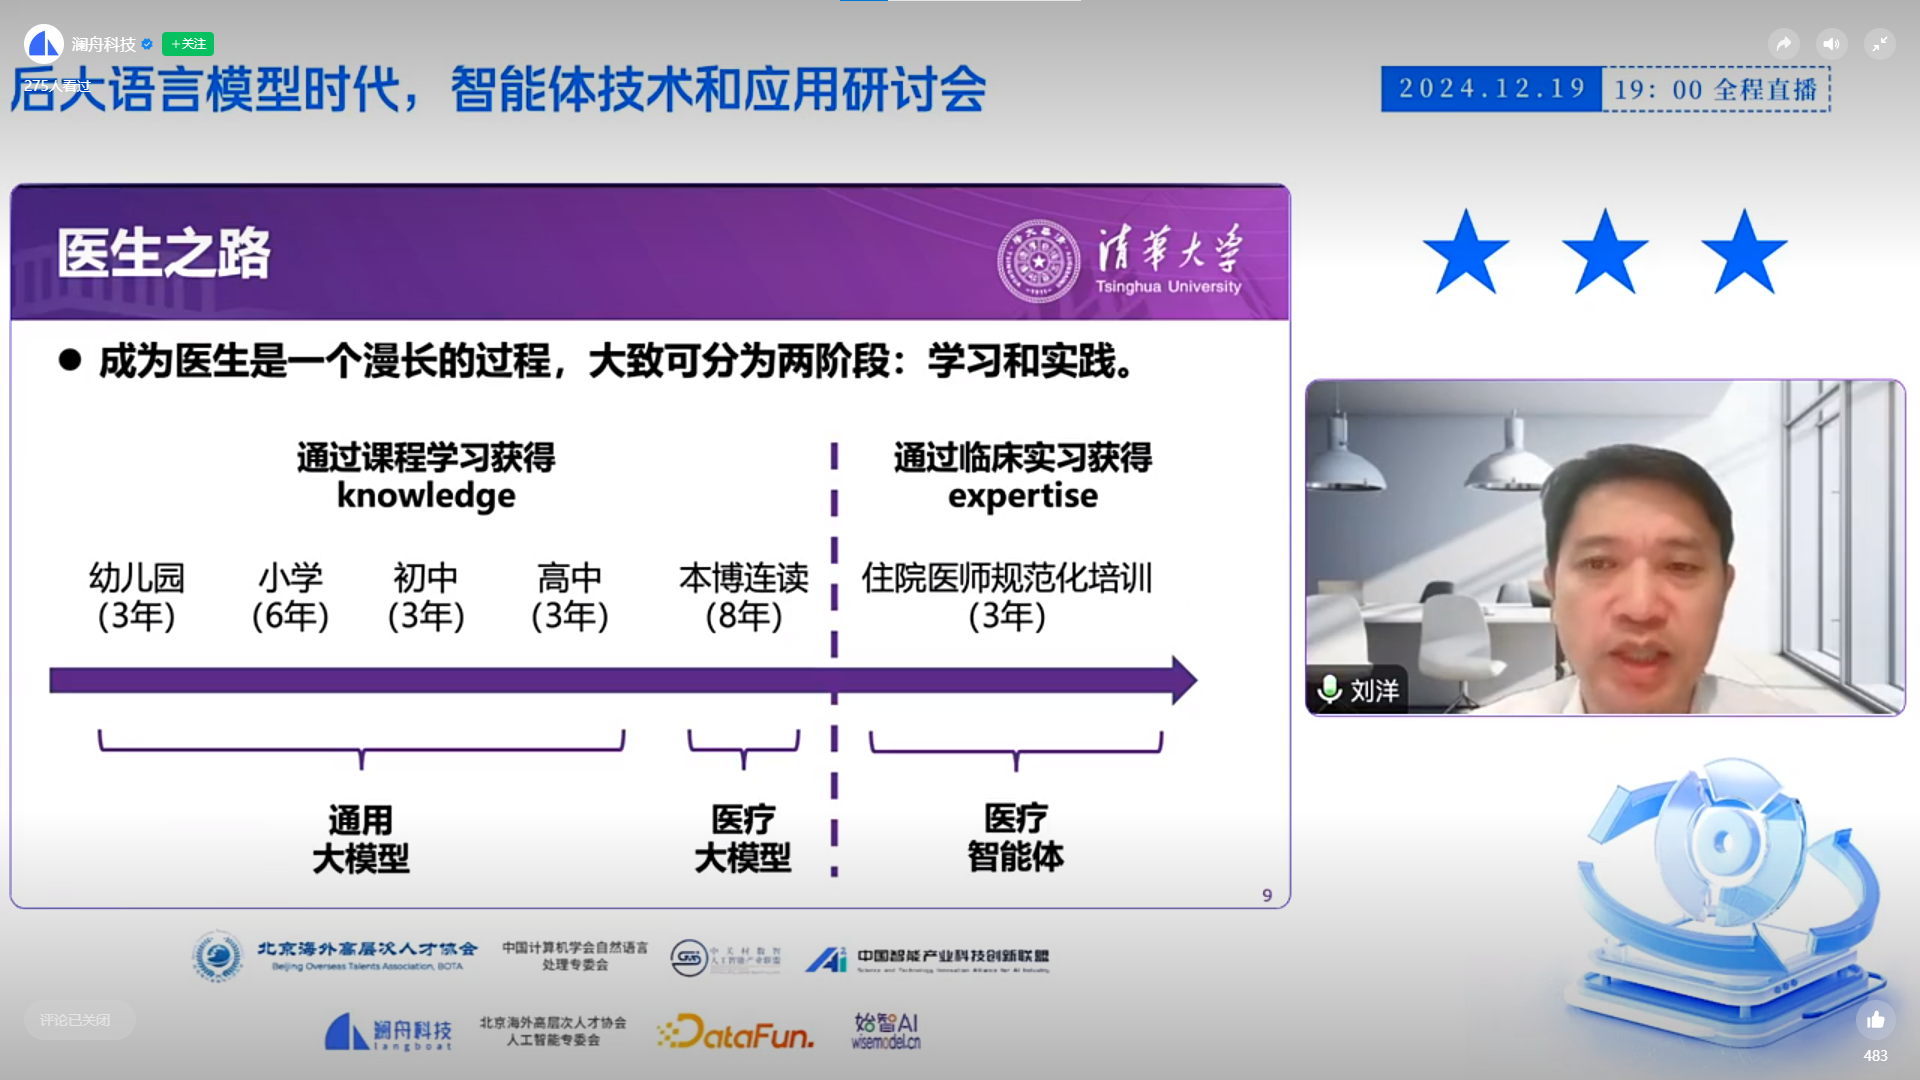 澜舟科技
+关注
275人看过
后大语言模型时代，智能体技术和应用研讨会
2024.12.19
19：00 全程直播
医生之路
清华大学
Tsinghua University
● 成为医生是一个漫长的过程，大致可分为两阶段：学习和实践。
通过课程学习获得
knowledge
通过临床实习获得
expertise
幼儿园
(3年)
小学
(6年)
初中
(3年)
高中
(3年)
本博连读
(8年)
住院医师规范化培训
(3年)
通用
大模型
医疗
大模型
医疗
智能体
9
刘洋
北京海外高层次人才协会
Beijing Overseas Talents Association, BOTA
中国计算机学会自然语言
处理专委会
中国智能产业科技创新联盟
Science and Technology Innovation Alliance for AI Industry
澜舟科技
langboat
北京海外高层次人才协会
人工智能专委会
DataFun.
始智AI
wisemodel.cn
评论已关闭
483